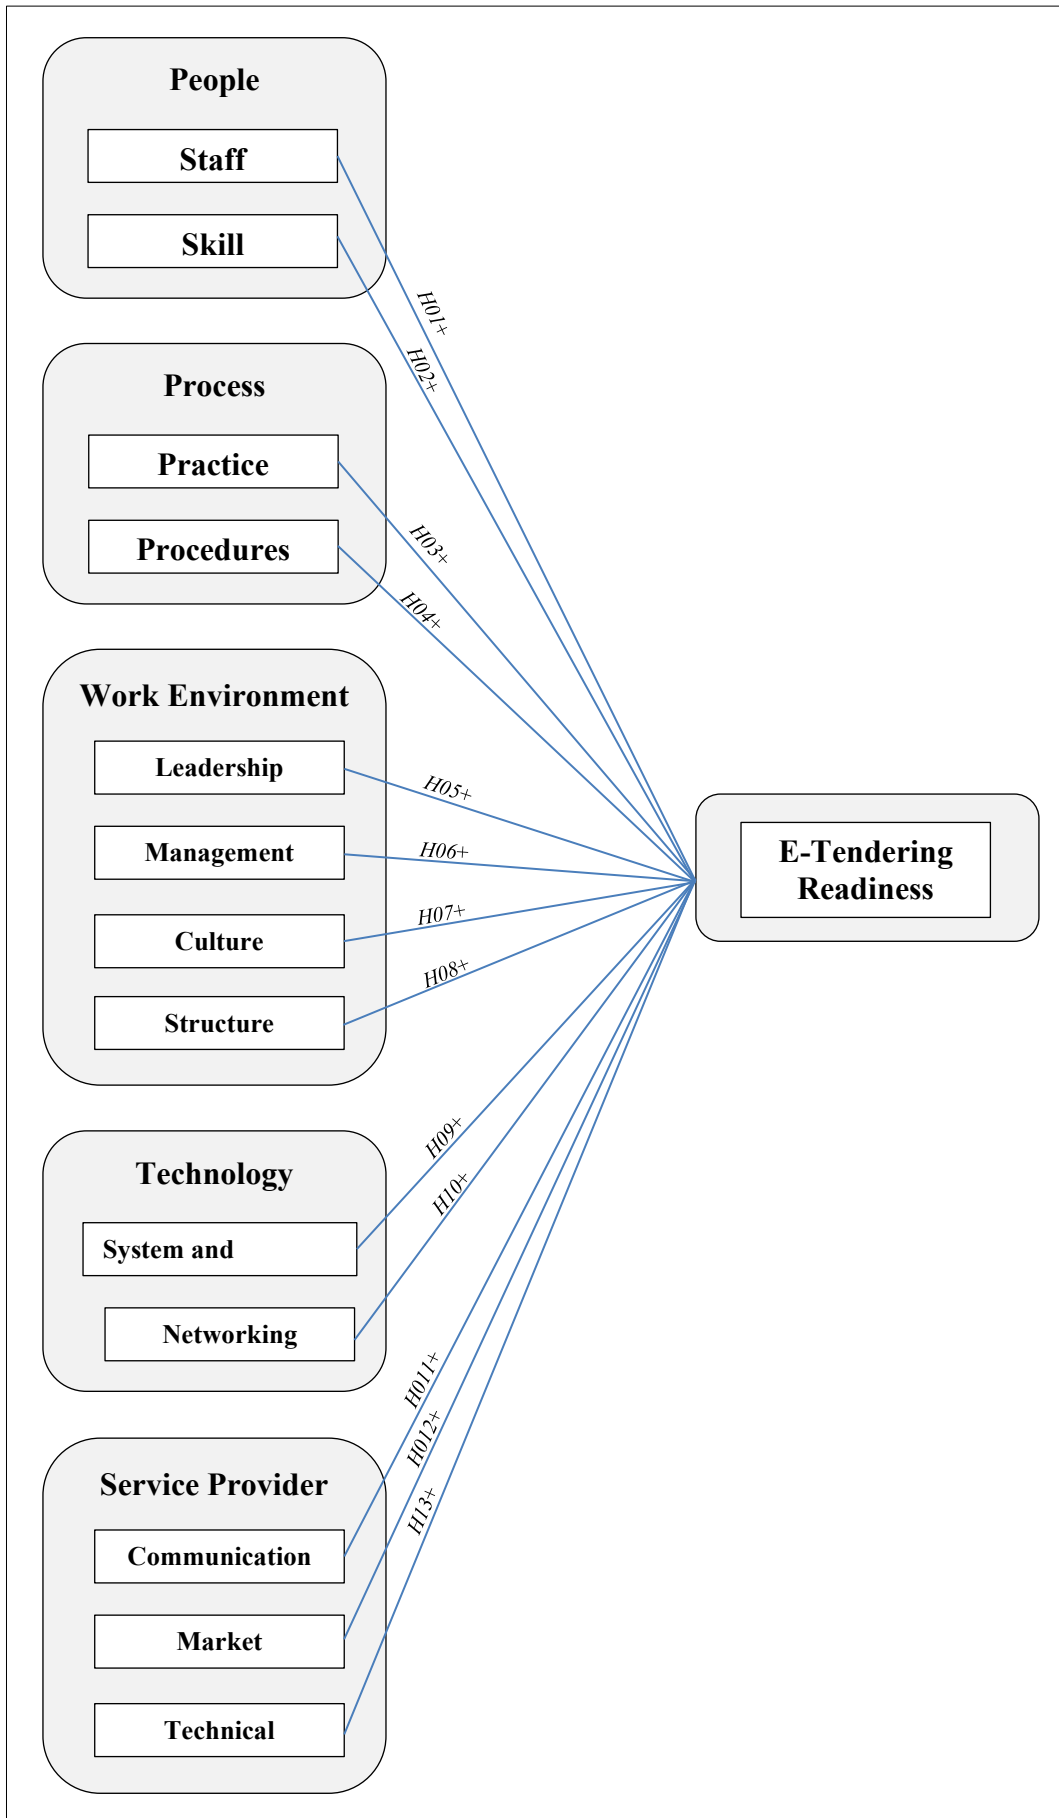 People
Staff
Skill
H01+
H02+
Process
Practice
Procedures
H03+
H04+
Work Environment
Leadership
Management
Culture
Structure
H05+
H06+
H07+
H08+
E-Tendering
Readiness
Technology
System and
Networking
H09+
H10+
Service Provider
Communication
Market
Technical
H011+
H012+
H13+